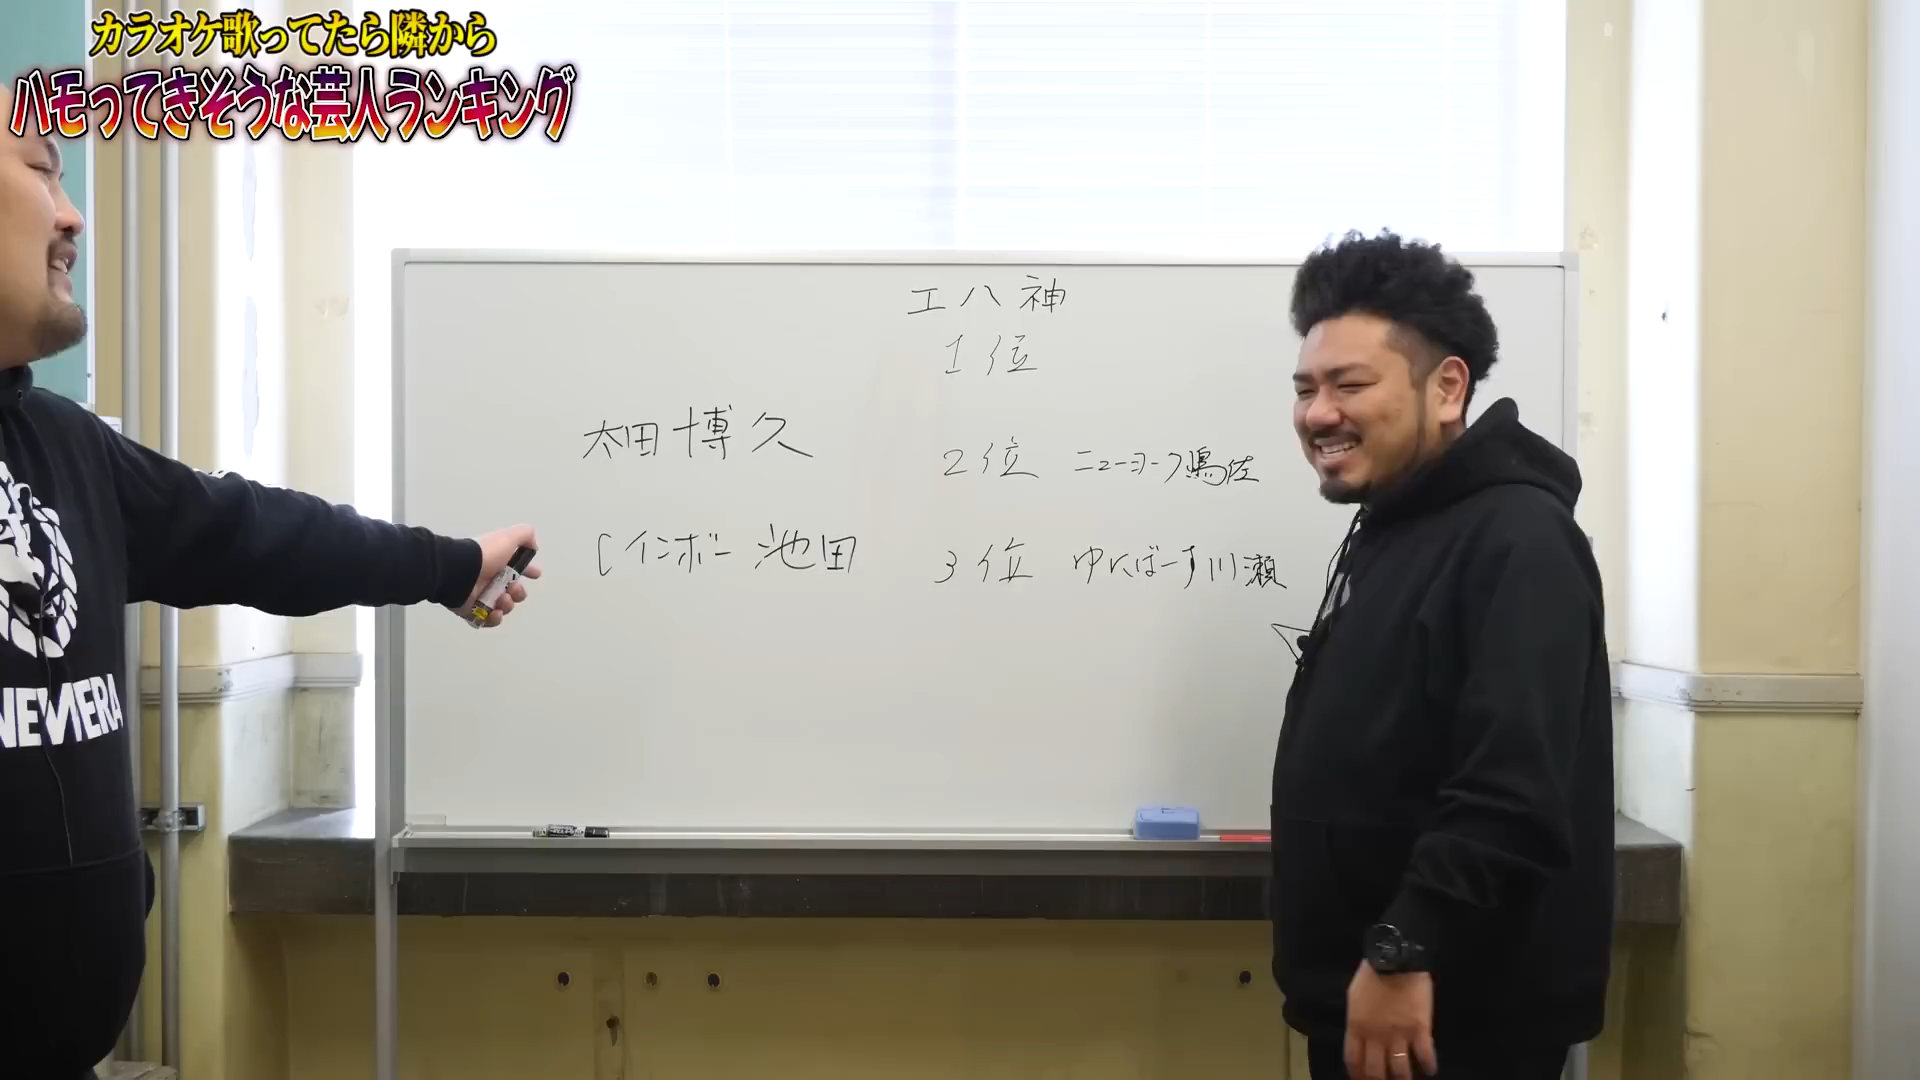 カラオケ歌ってたら隣から
ハモってきそうな芸人ランキング
エハ神
1位
太田博久
2位 ニューヨーク嶋佐
レインボー 池田
3位 ゆにばーす川瀬
NEW ERA